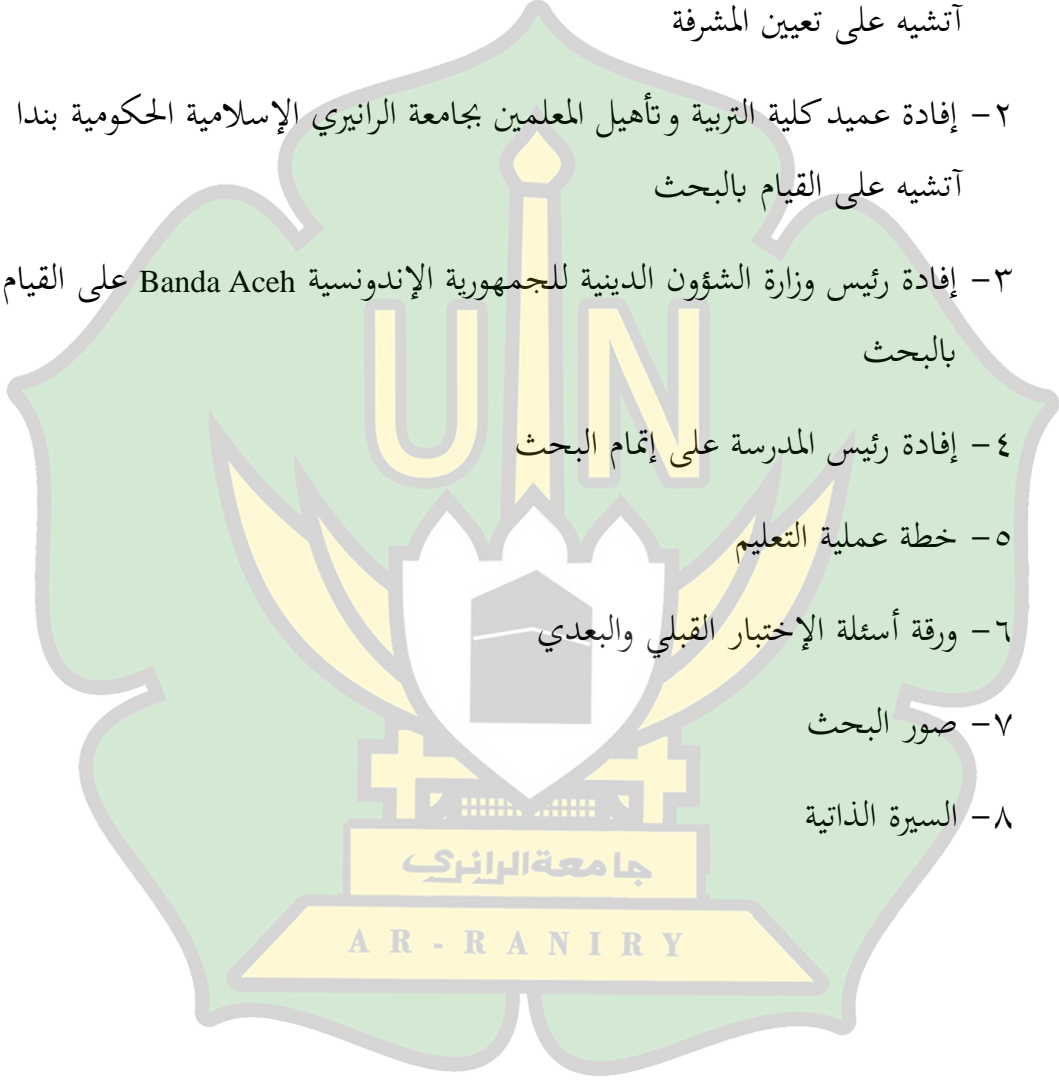 آتشيه على تعيين المشرفة
٢- إفادة عميد كلية التربية وتأهيل المعلمين بجامعة الرانيري الإسلامية الحكومية بندا
آتشيه على القيام بالبحث
٣- إفادة رئيس وزارة الشؤون الدينية للجمهورية الإندونسية Banda Aceh على القيام
بالبحث
٤- إفادة رئيس المدرسة على إتمام البحث
٥- خطة عملية التعليم
٦- ورقة أسئلة الإختبار القبلي والبعدي
٧- صور البحث
٨- السيرة الذاتية
UIN
جامعة الرانري
AR-RANIRY